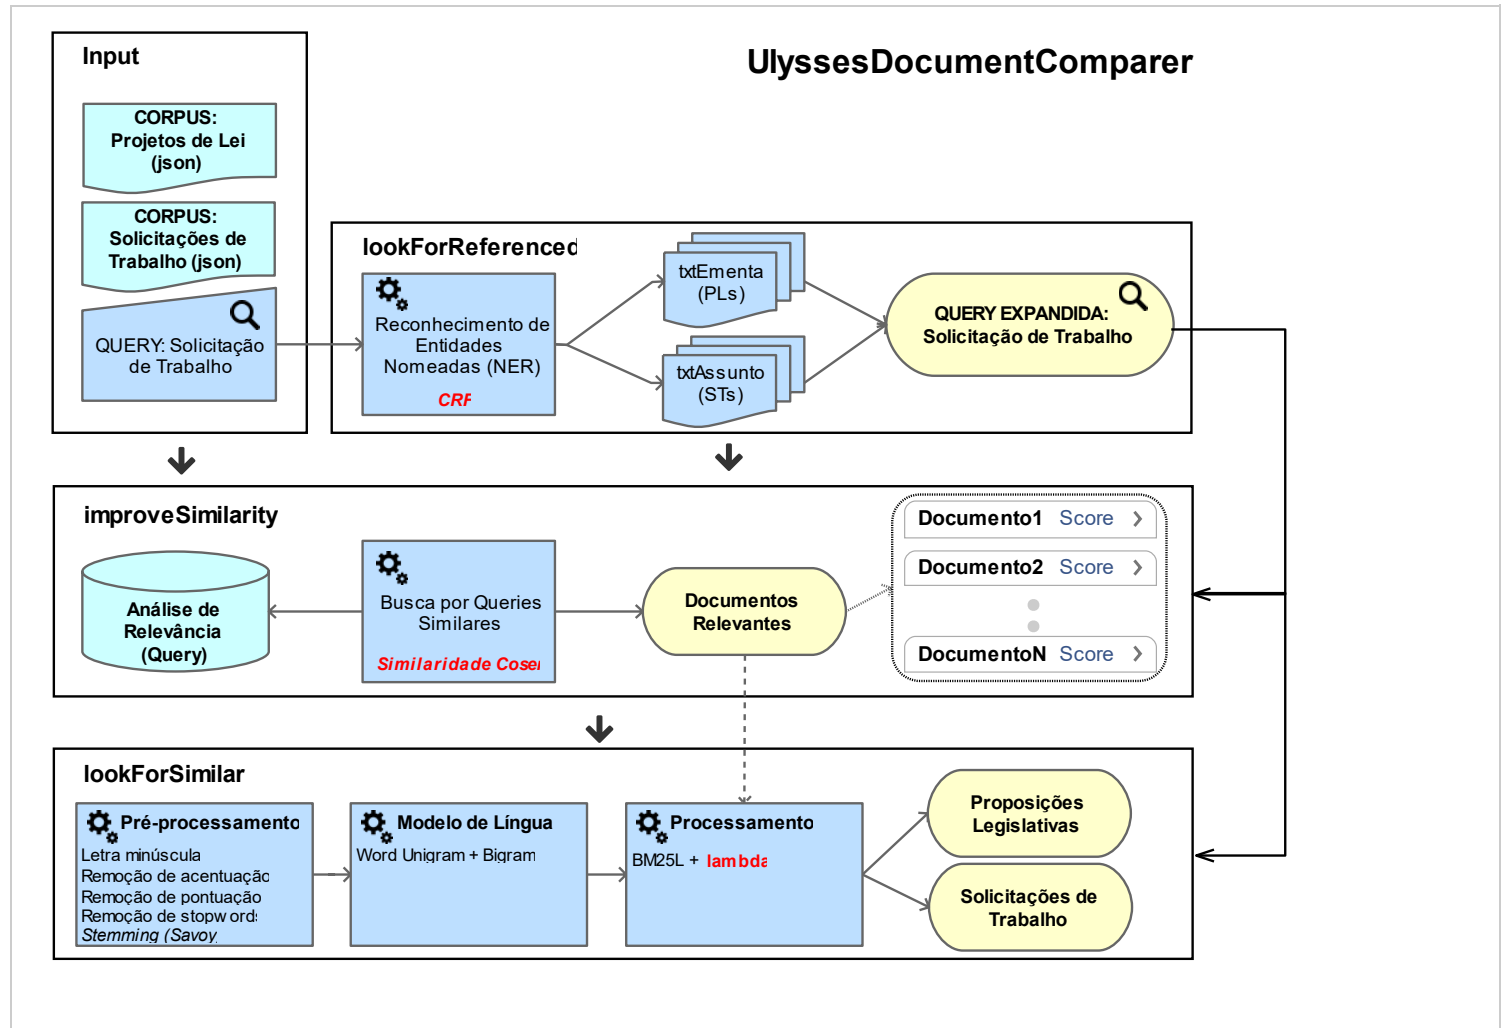 UlyssesDocumentComparer
Input
CORPUS:
Projetos de Lei
(json)
CORPUS:
Solicitações de
Trabalho (json)
QUERY: Solicitação
de Trabalho
lookForReferenced
Reconhecimento de
Entidades
Nomeadas (NER)
CRF
txtEmenta
(PLs)
txtAssunto
(STs)
QUERY EXPANDIDA:
Solicitação de Trabalho
improveSimilarity
Análise de
Relevância
(Query)
Busca por Queries
Similares
Similaridade Cosen
Documentos
Relevantes
Documento1 Score
Documento2 Score
DocumentoN Score
lookForSimilar
Pré-processamento
Letra minúscula
Remoção de acentuação
Remoção de pontuação
Remoção de stopwords
Stemming (Savoy
Modelo de Língua
Word Unigram + Bigram
Processamento
BM25L + lambda
Proposições
Legislativas
Solicitações de
Trabalho